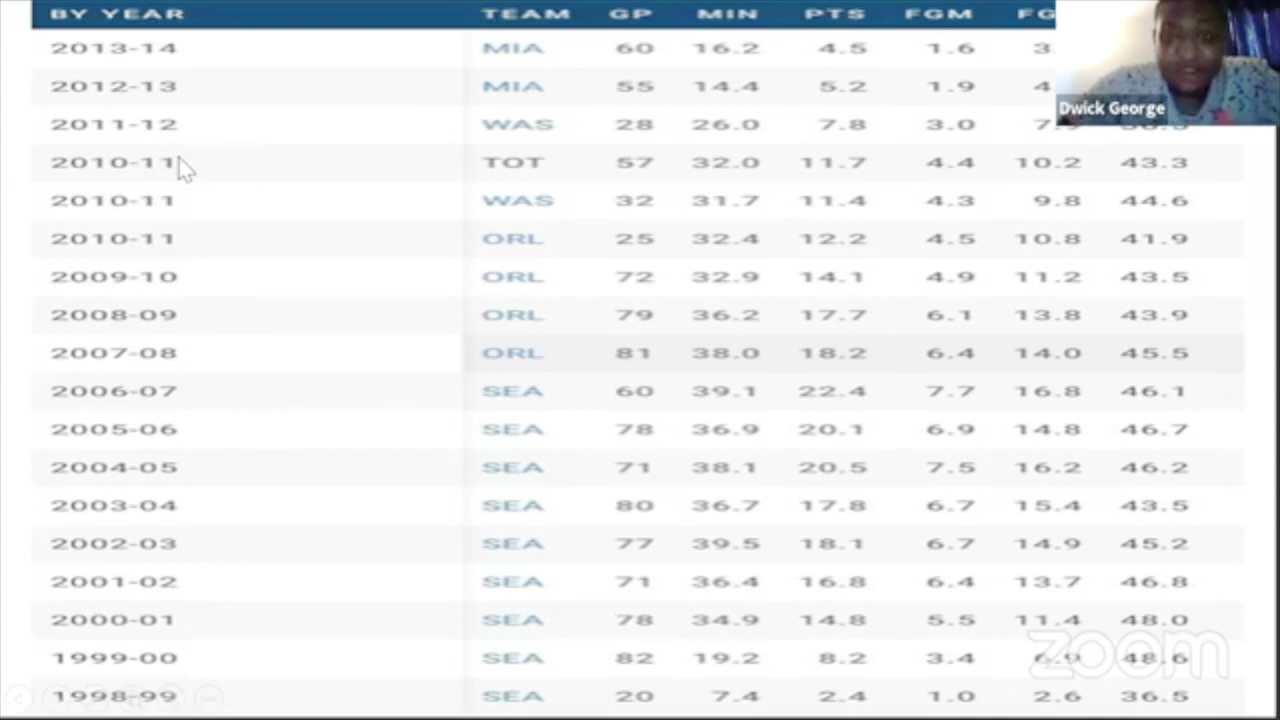 BY YEAR TEAM GP MIN PTS FGM
2013-14 MIA 60 16.2 4.5 1.6
2012-13 MIA 55 14.4 5.2 1.9
Dwick George
2011-12 WAS 28 26.0 7.8 3.0
2010-11 TOT 57 32.0 11.7 4.4 10.2 43.3
2010-11 WAS 32 31.7 11.4 4.3 9.8 44.6
2010-11 ORL 25 32.4 12.2 4.5 10.8 41.9
2009-10 ORL 72 32.9 14.1 4.9 11.2 43.5
2008-09 ORL 79 36.2 17.7 6.1 13.8 43.9
2007-08 ORL 81 38.0 18.2 6.4 14.0 45.5
2006-07 SEA 60 39.1 22.4 7.7 16.8 46.1
2005-06 SEA 78 36.9 20.1 6.9 14.8 46.7
2004-05 SEA 71 38.1 20.5 7.5 16.2 46.2
2003-04 SEA 80 36.7 17.8 6.7 15.4 43.5
2002-03 SEA 77 39.5 18.1 6.7 14.9 45.2
2001-02 SEA 71 36.4 16.8 6.4 13.7 46.8
2000-01 SEA 78 34.9 14.8 5.5 11.4 48.0
1999-00 SEA 82 19.2 8.2 3.4 6.9 48.6
zoom
1998-99 SEA 20 7.4 2.4 1.0 2.6 36.5